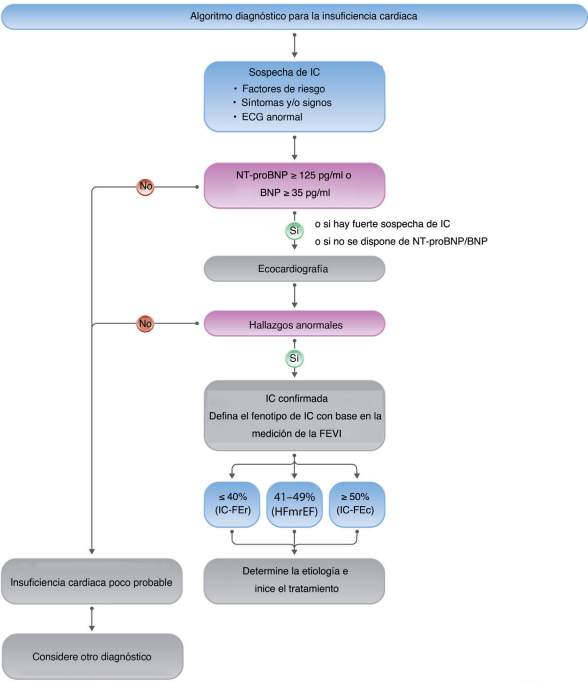 Algoritmo diagnóstico para la insuficiencia cardiaca
Sospecha de IC
• Factores de riesgo
• Síntomas y/o signos
• ECG anormal
No
NT-proBNP ≥ 125 pg/ml o
BNP ≥ 35 pg/ml
Sí
o si hay fuerte sospecha de IC
o si no se dispone de NT-proBNP/BNP
Ecocardiografía
No
Hallazgos anormales
Sí
IC confirmada
Defina el fenotipo de IC con base en la
medición de la FEVI
≤ 40%
(IC-FEr)
41–49%
(HFmrEF)
≥ 50%
(IC-FEc)
Insuficiencia cardiaca poco probable
Determine la etiología e
inice el tratamiento
Considere otro diagnóstico